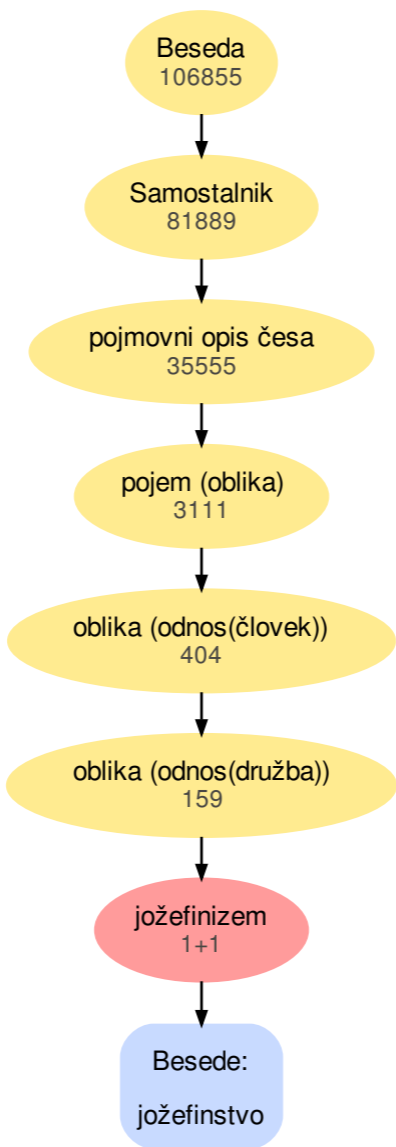 Beseda
106855
Samostalnik
81889
pojmovni opis česa
35555
pojem (oblika)
3111
oblika (odnos(človek))
404
oblika (odnos(družba))
159
jožefinizem
1+1
Besede:
jožefinstvo